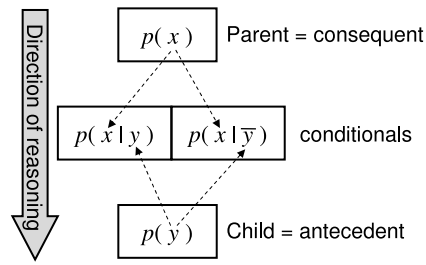 Direction of reasoning
p( x ) Parent = consequent
p( x | y ) p( x | y̅ ) conditionals
p( y ) Child = antecedent